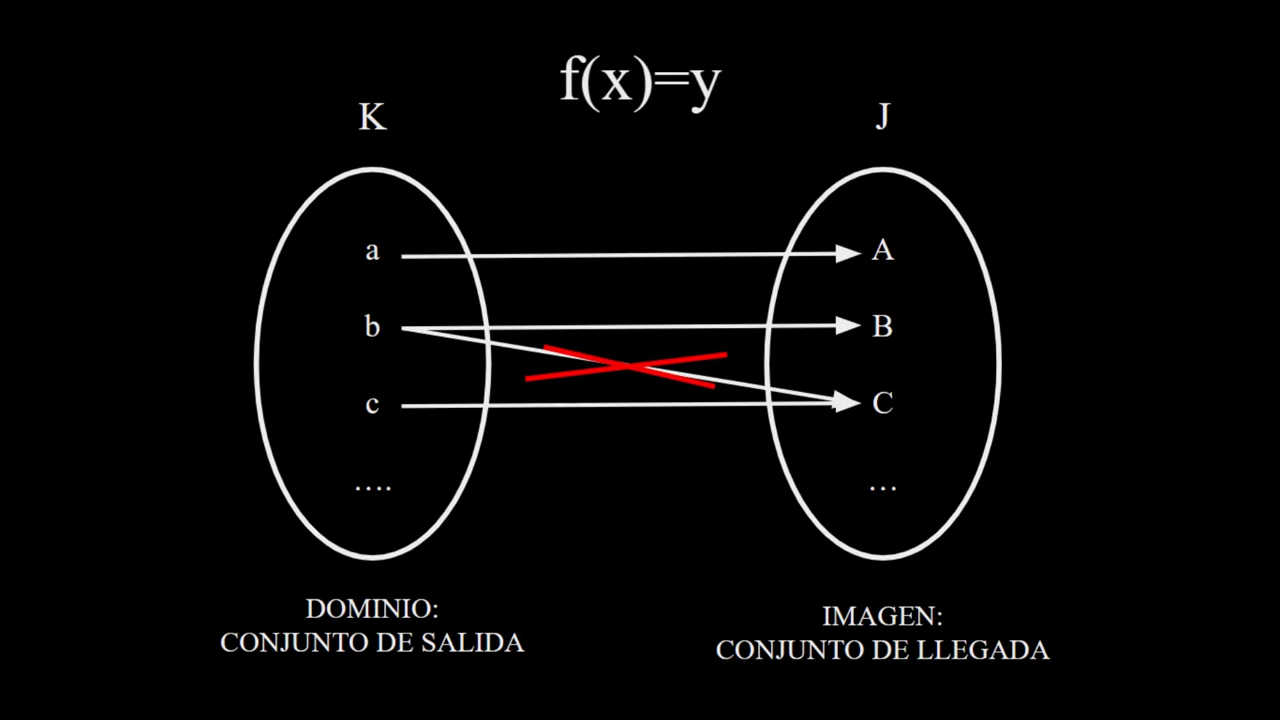 f(x)=y
K
J
a
A
b
B
c
C
....
...
DOMINIO:
CONJUNTO DE SALIDA
IMAGEN:
CONJUNTO DE LLEGADA